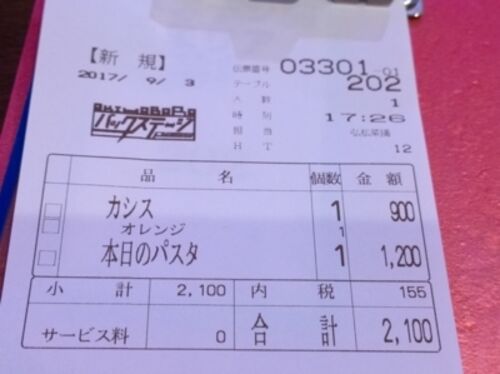 【新 規】
2017/ 9/ 3
伝票番号 03301-01
テーブル 202
人 数 1
時 刻 17:26
担 当
H T 12
バックステージ
品 名 個数 金 額
カシス 1 900
オレンジ 1
本日のパスタ 1 1,200
小 計 2,100 内 税 155
サービス料 0 合 計 2,100